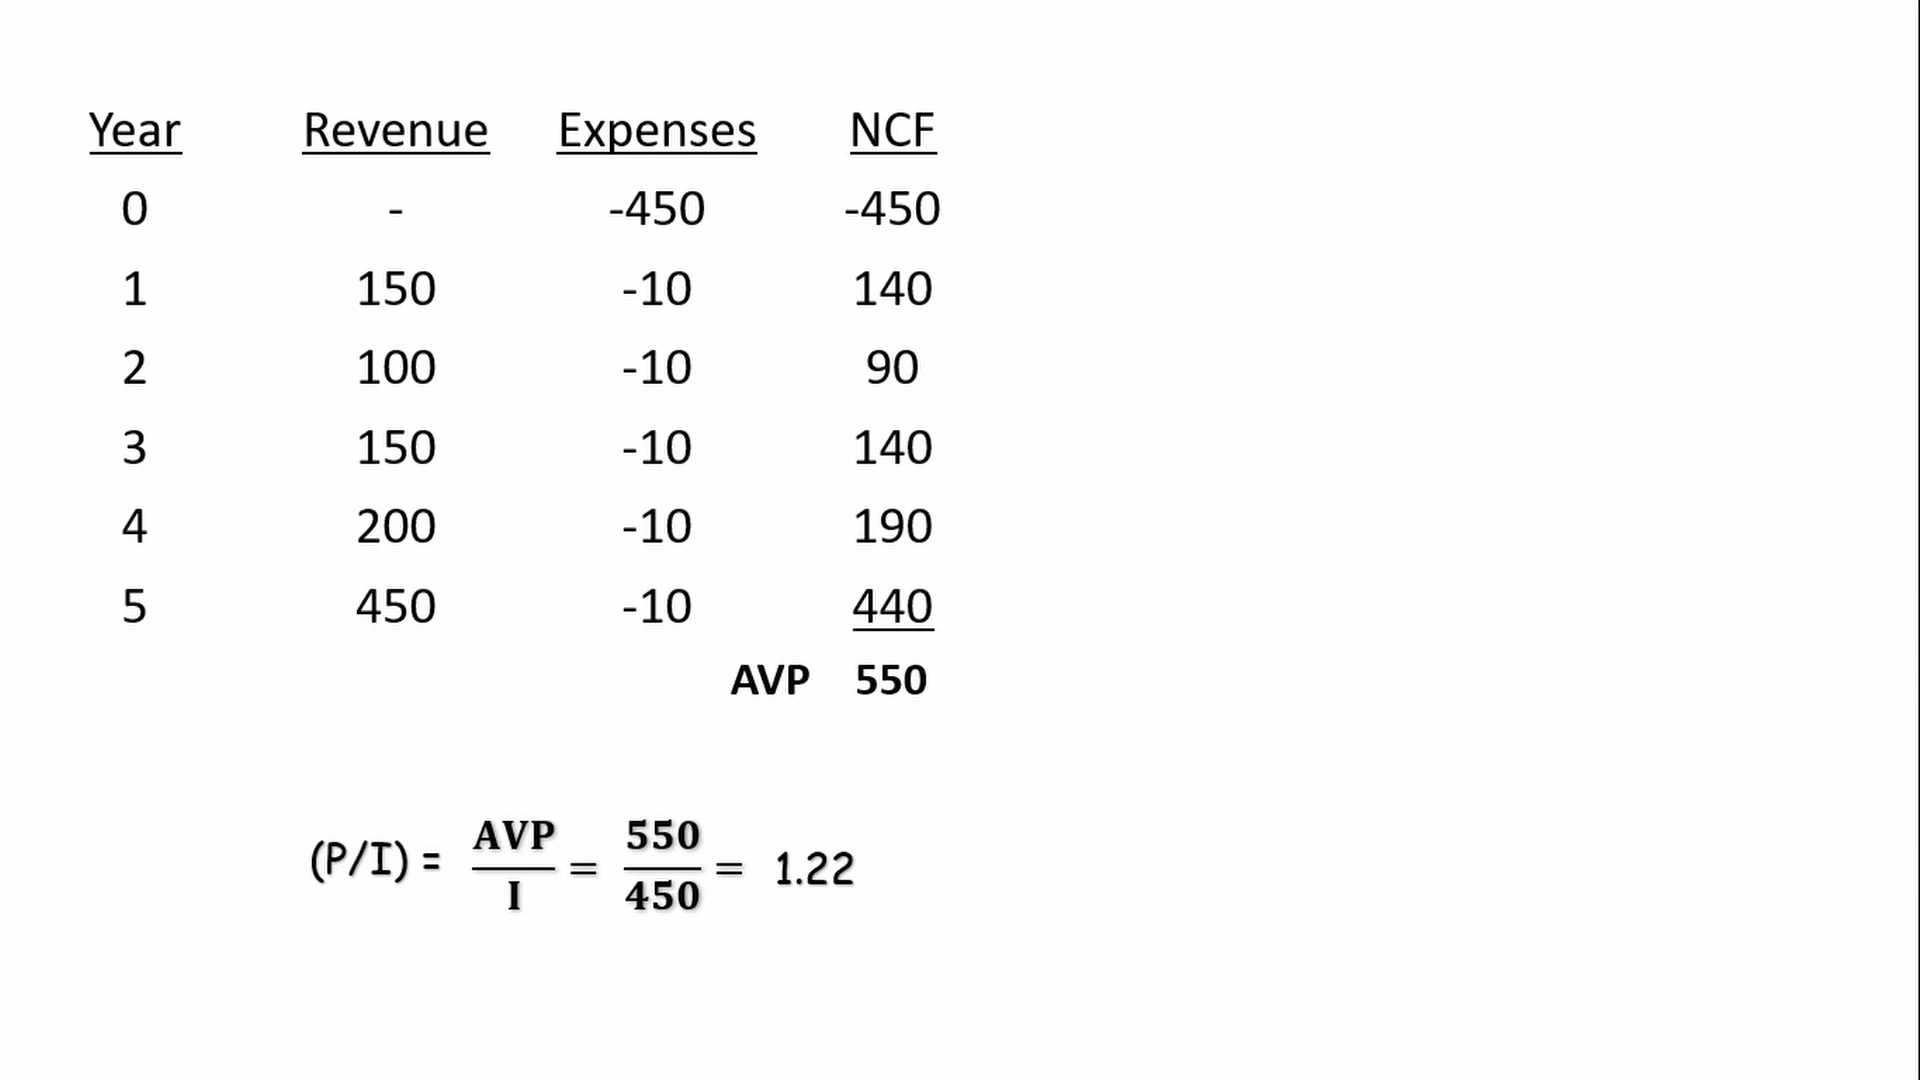 Year Revenue Expenses NCF
0 - -450 -450
1 150 -10 140
2 100 -10 90
3 150 -10 140
4 200 -10 190
5 450 -10 440
AVP 550
(P/I) = AVP/I = 550/450 = 1.22